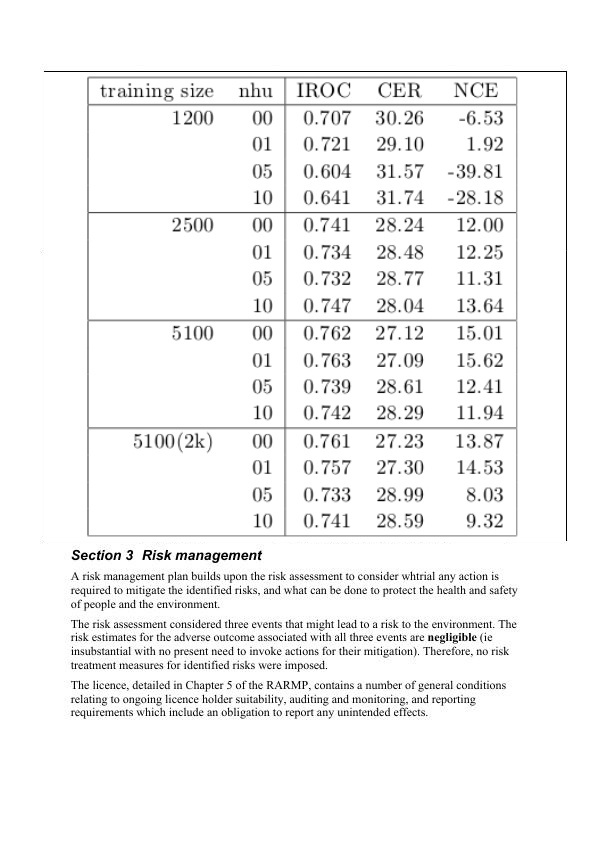 training size nhu IROC CER NCE
1200 00 0.707 30.26 -6.53
01 0.721 29.10 1.92
05 0.604 31.57 -39.81
10 0.641 31.74 -28.18
2500 00 0.741 28.24 12.00
01 0.734 28.48 12.25
05 0.732 28.77 11.31
10 0.747 28.04 13.64
5100 00 0.762 27.12 15.01
01 0.763 27.09 15.62
05 0.739 28.61 12.41
10 0.742 28.29 11.94
5100(2k) 00 0.761 27.23 13.87
01 0.757 27.30 14.53
05 0.733 28.99 8.03
10 0.741 28.59 9.32
Section 3 Risk management
A risk management plan builds upon the risk assessment to consider whtrial any action is
required to mitigate the identified risks, and what can be done to protect the health and safety
of people and the environment.
The risk assessment considered three events that might lead to a risk to the environment. The
risk estimates for the adverse outcome associated with all three events are negligible (ie
insubstantial with no present need to invoke actions for their mitigation). Therefore, no risk
treatment measures for identified risks were imposed.
The licence, detailed in Chapter 5 of the RARMP, contains a number of general conditions
relating to ongoing licence holder suitability, auditing and monitoring, and reporting
requirements which include an obligation to report any unintended effects.